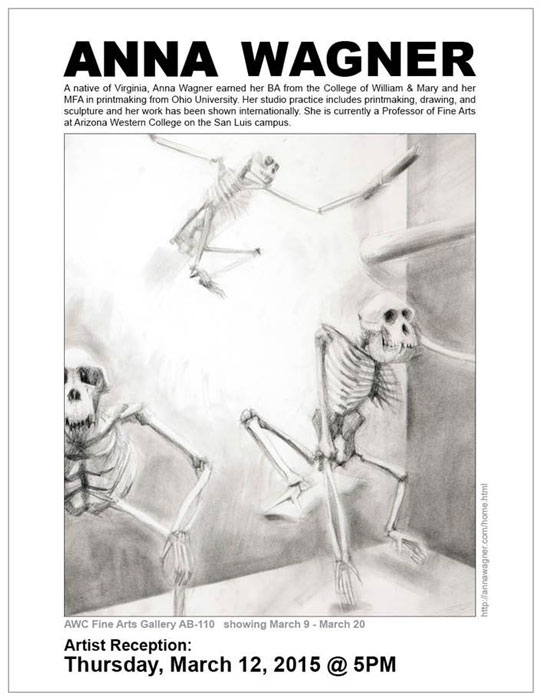 ANNA WAGNER
A native of Virginia, Anna Wagner earned her BA from the College of William & Mary and her
MFA in printmaking from Ohio University. Her studio practice includes printmaking, drawing, and
sculpture and her work has been shown internationally. She is currently a Professor of Fine Arts
at Arizona Western College on the San Luis campus.
http://annawagner.com/home.html
AWC Fine Arts Gallery AB-110 showing March 9 - March 20
Artist Reception:
Thursday, March 12, 2015 @ 5PM